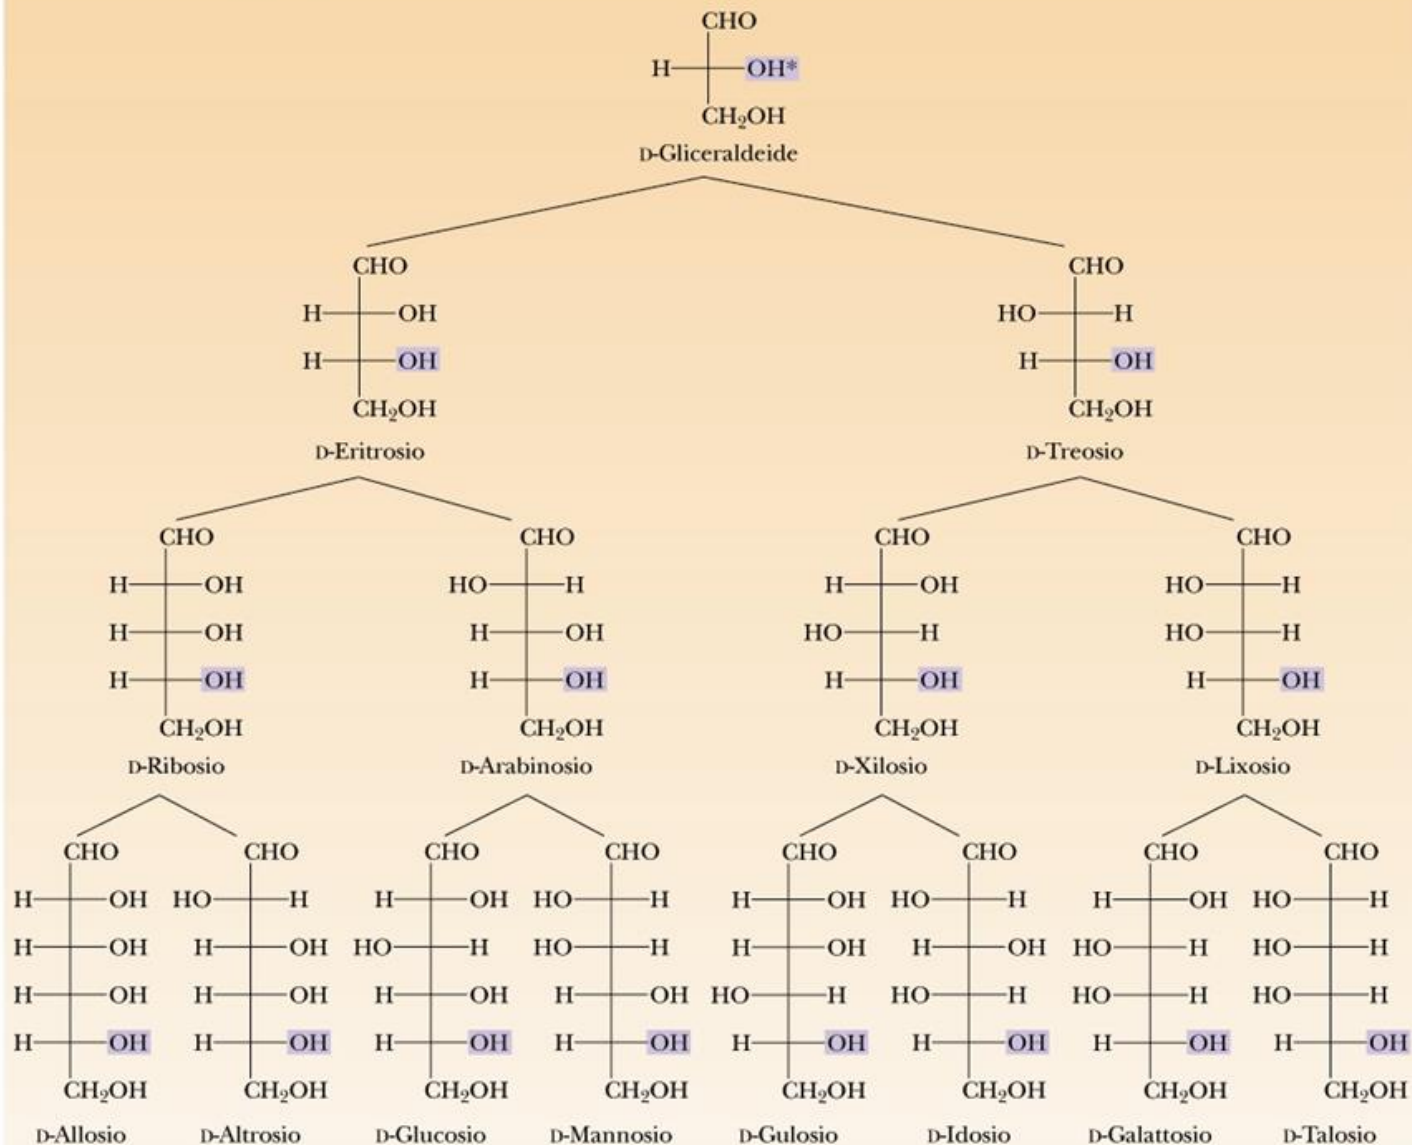 CHO
H OH*
CH₂OH
D-Gliceraldeide
CHO CHO
H OH HO H
H OH H OH
CH₂OH CH₂OH
D-Eritrosio D-Treosio
CHO CHO CHO CHO
H OH HO H H OH HO H
H OH H OH HO H HO H
H OH H OH H OH H OH
CH₂OH CH₂OH CH₂OH CH₂OH
D-Ribosio D-Arabinosio D-Xilosio D-Lixosio
CHO CHO CHO CHO CHO CHO CHO CHO
H OH HO H H OH HO H H OH HO H H OH HO H
H OH H OH HO H HO H H OH H OH HO H HO H
H OH H OH H OH H OH HO H HO H HO H HO H
H OH H OH H OH H OH H OH H OH H OH H OH
CH₂OH CH₂OH CH₂OH CH₂OH CH₂OH CH₂OH CH₂OH CH₂OH
D-Allosio D-Altrosio D-Glucosio D-Mannosio D-Gulosio D-Idosio D-Galattosio D-Talosio